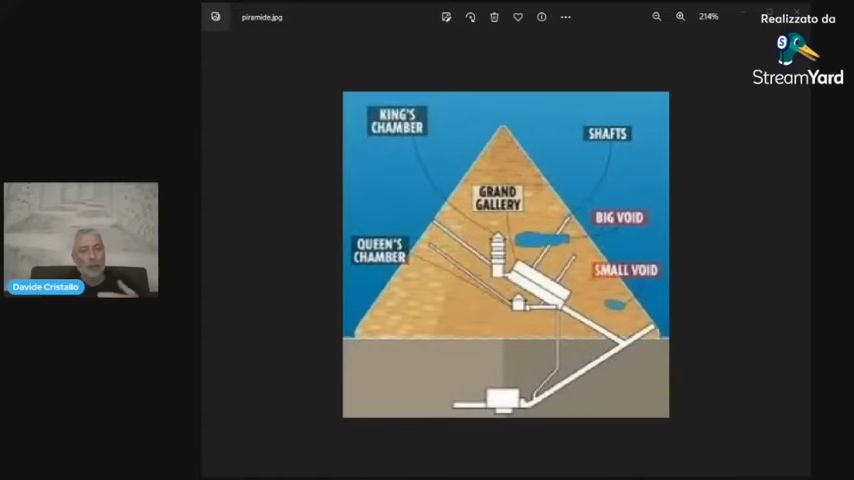 piramide.jpg
214%
Realizzato da
StreamYard
KING'S
CHAMBER
SHAFTS
GRAND
GALLERY
BIG VOID
QUEEN'S
CHAMBER
SMALL VOID
Davide Cristallo